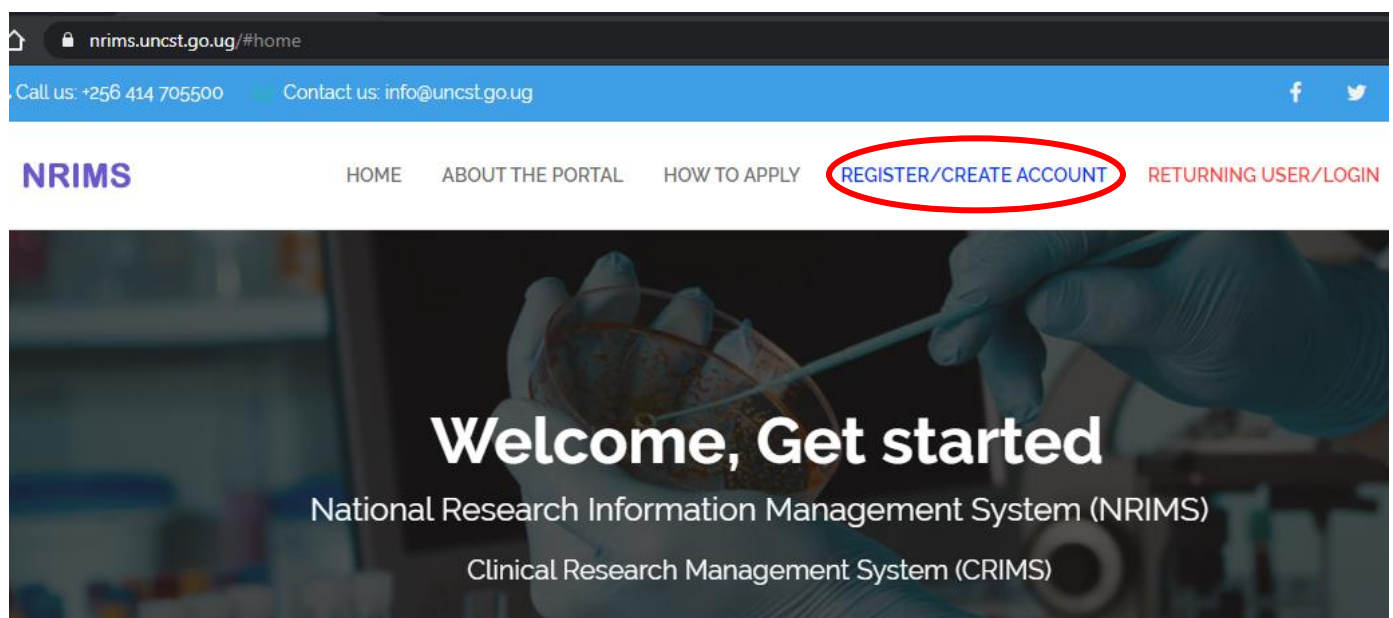 nrims.uncst.go.ug/#home
Call us: +256 414 705500 Contact us: info@uncst.go.ug
NRIMS HOME ABOUT THE PORTAL HOW TO APPLY REGISTER/CREATE ACCOUNT RETURNING USER/LOGIN
Welcome, Get started
National Research Information Management System (NRIMS)
Clinical Research Management System (CRIMS)